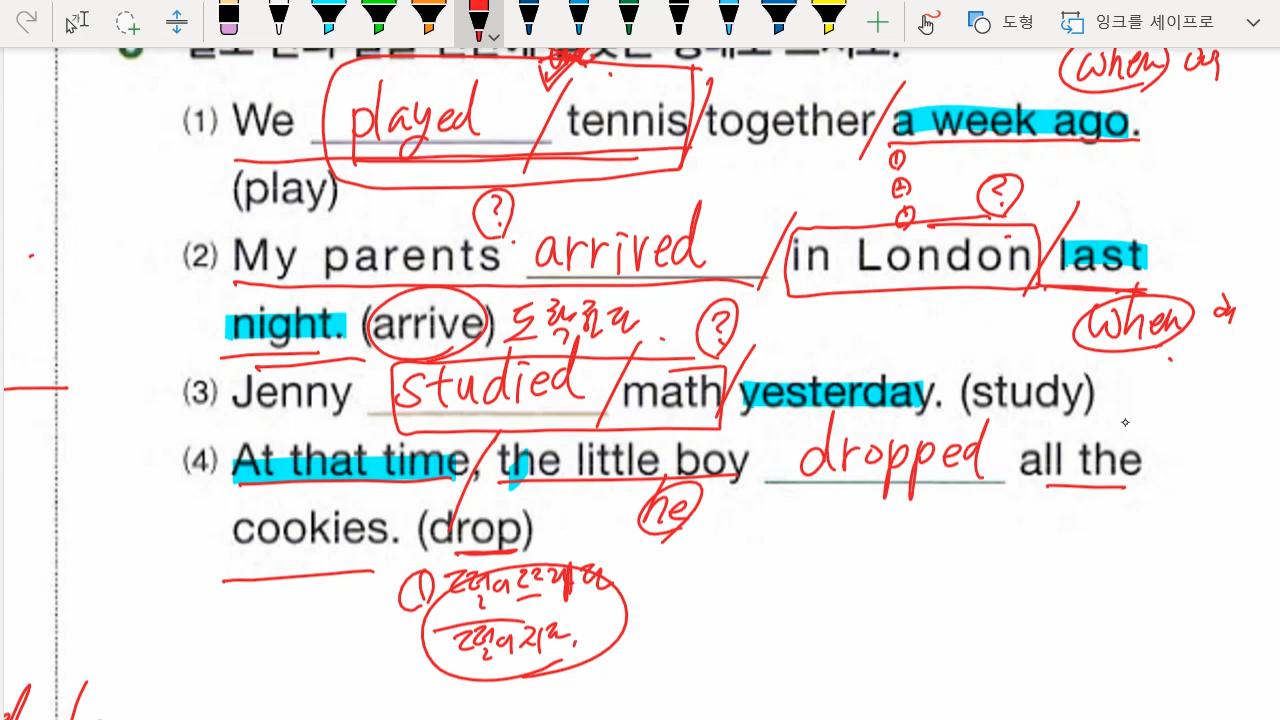 도형
잉크를 셰이프로
(when)
(1) We played tennis together a week ago.
(play)
(2) My parents arrived in London last
night. (arrive) 도착하다.
when
(3) Jenny studied math yesterday. (study)
(4) At that time, the little boy dropped all the
he
cookies. (drop)
① 떨어뜨리다
떨어지다.